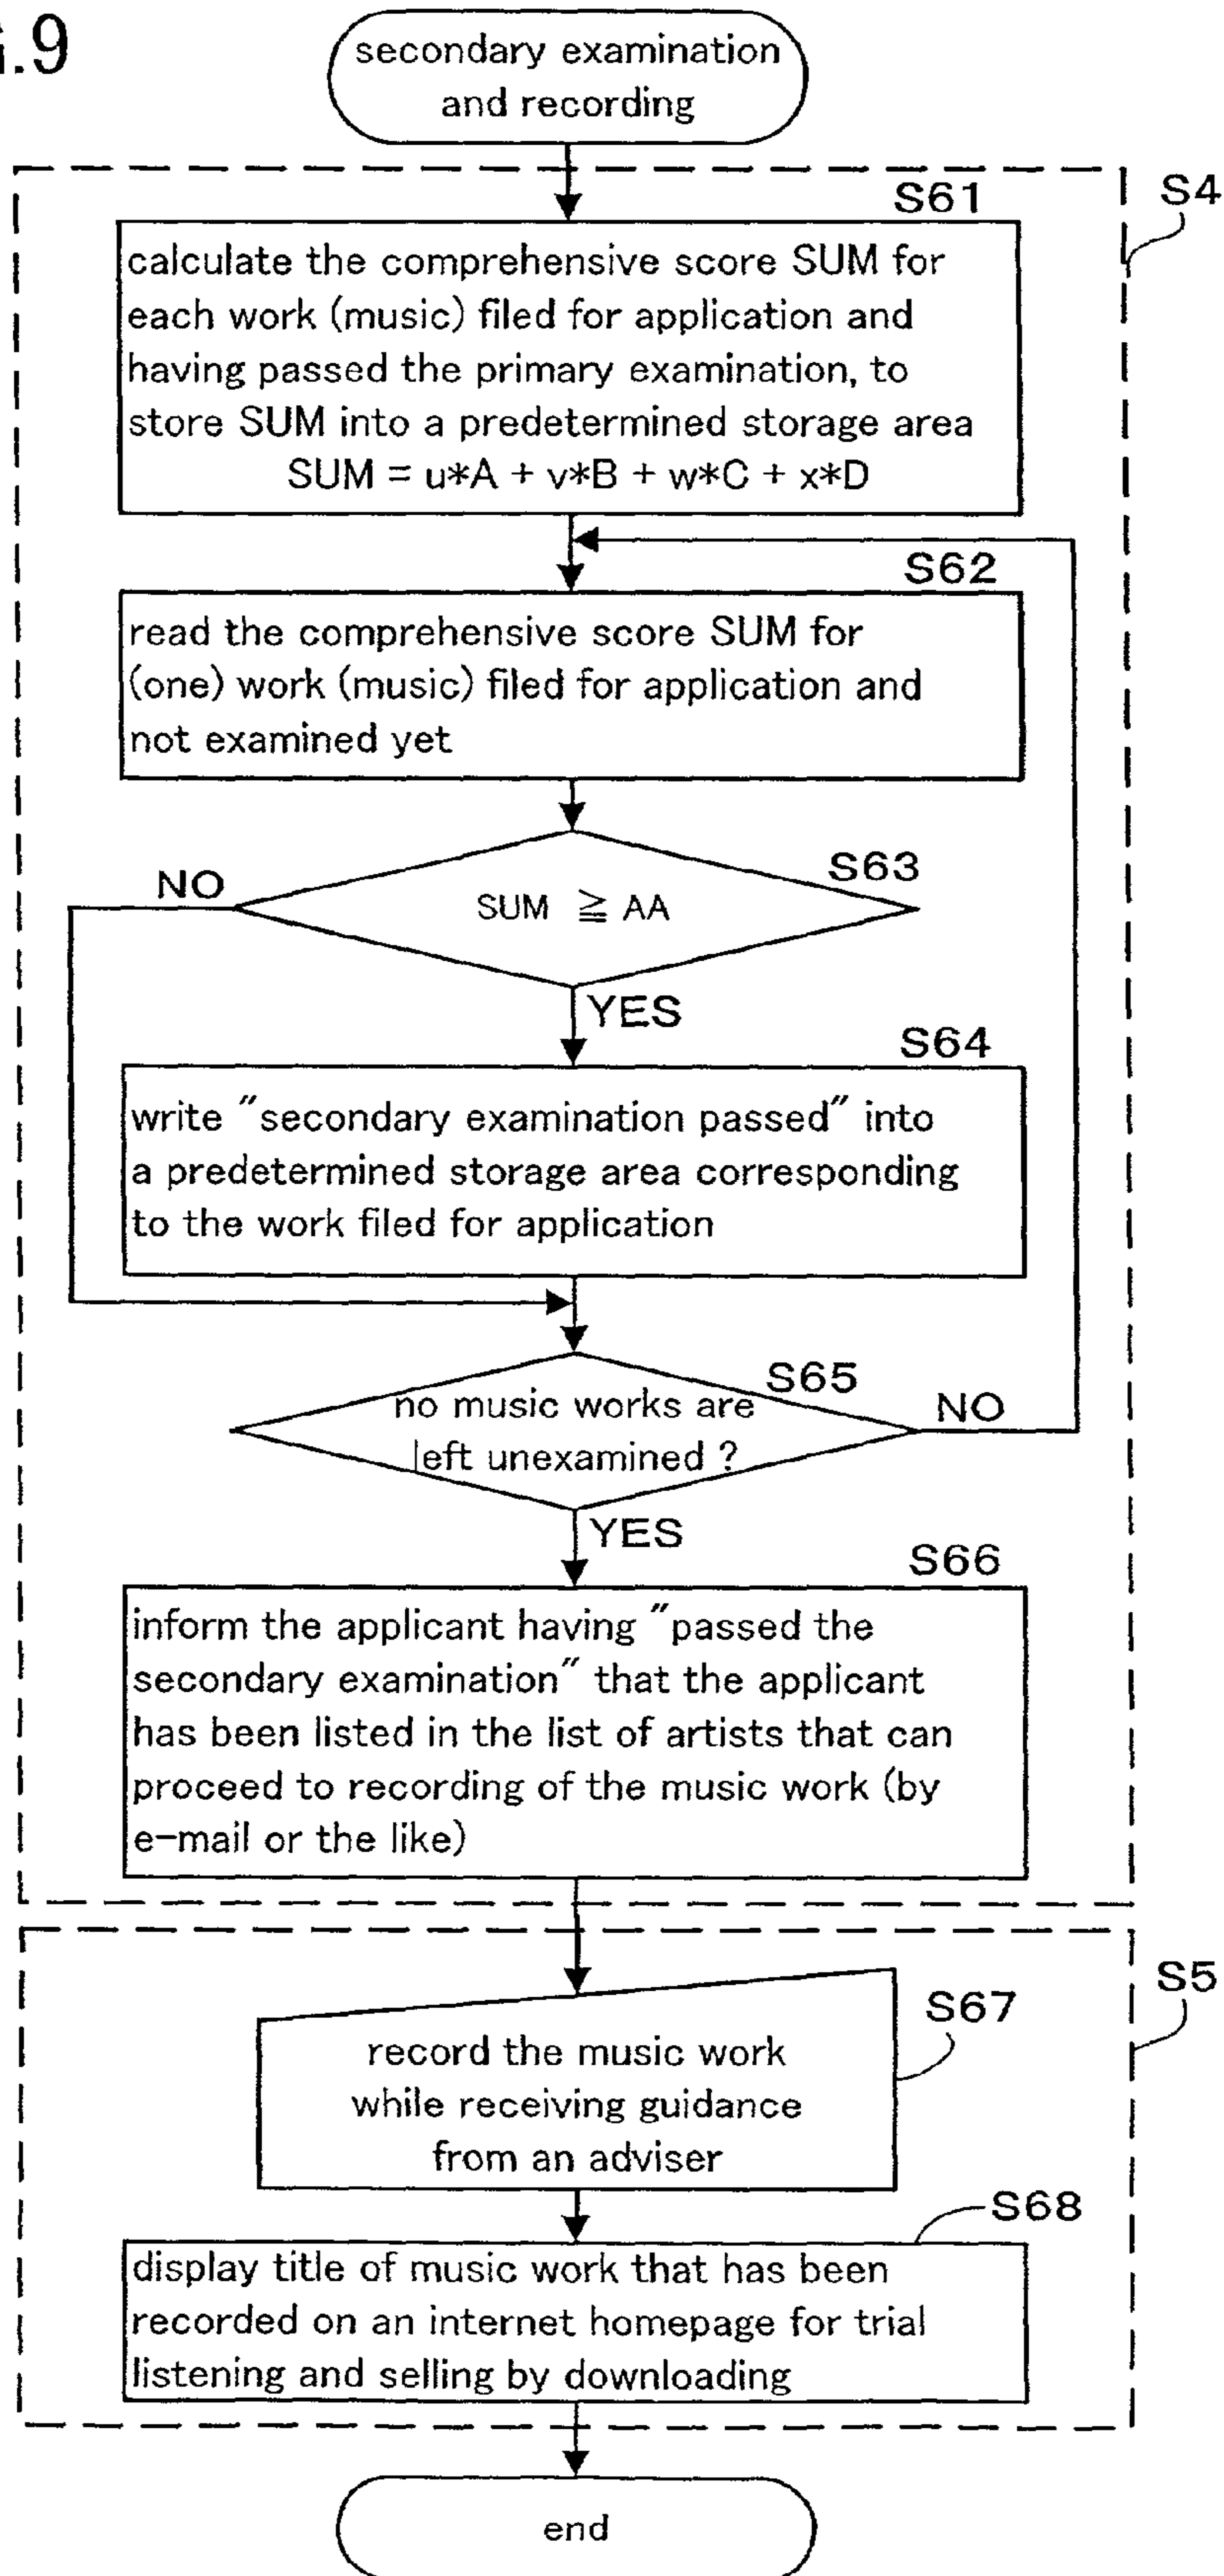 .9
secondary examination
and recording
S4
S61
calculate the comprehensive score SUM for
each work (music) filed for application and
having passed the primary examination, to
store SUM into a predetermined storage area
SUM = u*A + v*B + w*C + x*D
S62
read the comprehensive score SUM for
(one) work (music) filed for application and
not examined yet
S63
NO
SUM ≧ AA
YES
S64
write "secondary examination passed" into
a predetermined storage area corresponding
to the work filed for application
S65
no music works are
left unexamined ?
NO
YES
S66
inform the applicant having "passed the
secondary examination" that the applicant
has been listed in the list of artists that can
proceed to recording of the music work (by
e-mail or the like)
S5
S67
record the music work
while receiving guidance
from an adviser
S68
display title of music work that has been
recorded on an internet homepage for trial
listening and selling by downloading
end